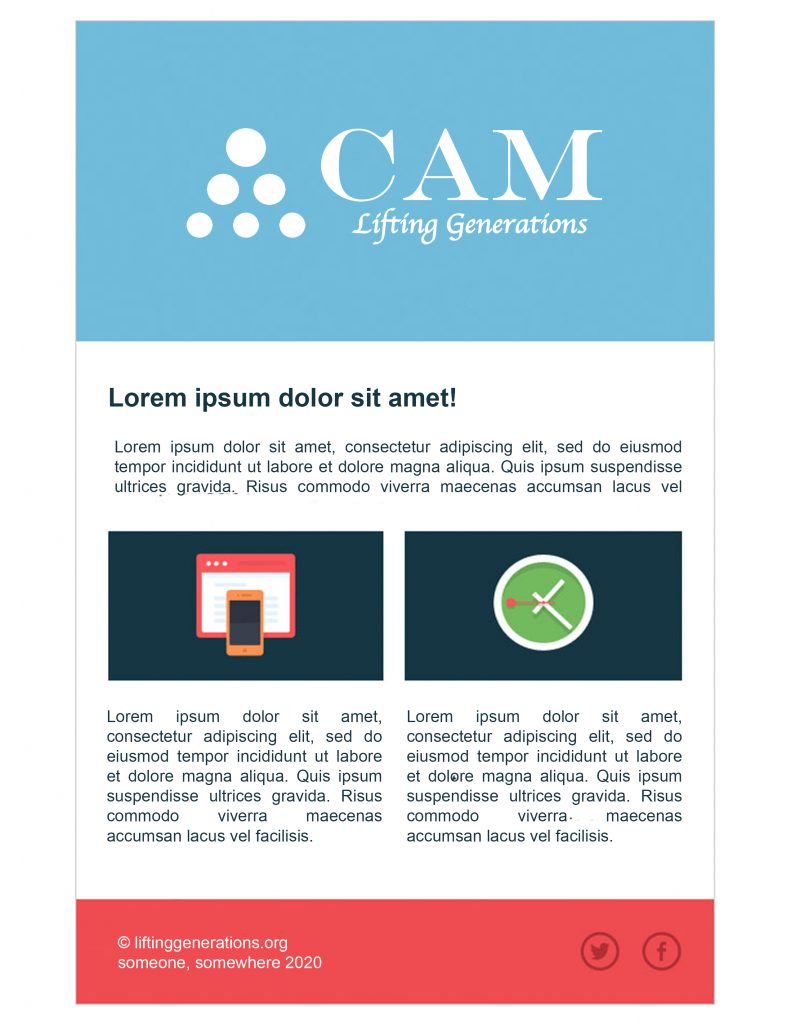 CAM
Lifting Generations
Lorem ipsum dolor sit amet!
Lorem ipsum dolor sit amet, consectetur adipiscing elit, sed do eiusmod
tempor incididunt ut labore et dolore magna aliqua. Quis ipsum suspendisse
ultrices gravida. Risus commodo viverra maecenas accumsan lacus vel
Lorem ipsum dolor sit amet,
consectetur adipiscing elit, sed do
eiusmod tempor incididunt ut labore
et dolore magna aliqua. Quis ipsum
suspendisse ultrices gravida. Risus
commodo viverra maecenas
accumsan lacus vel facilisis.
Lorem ipsum dolor sit amet,
consectetur adipiscing elit, sed do
eiusmod tempor incididunt ut labore
et dolore magna aliqua. Quis ipsum
suspendisse ultrices gravida. Risus
commodo viverra maecenas
accumsan lacus vel facilisis.
© liftinggenerations.org
someone, somewhere 2020